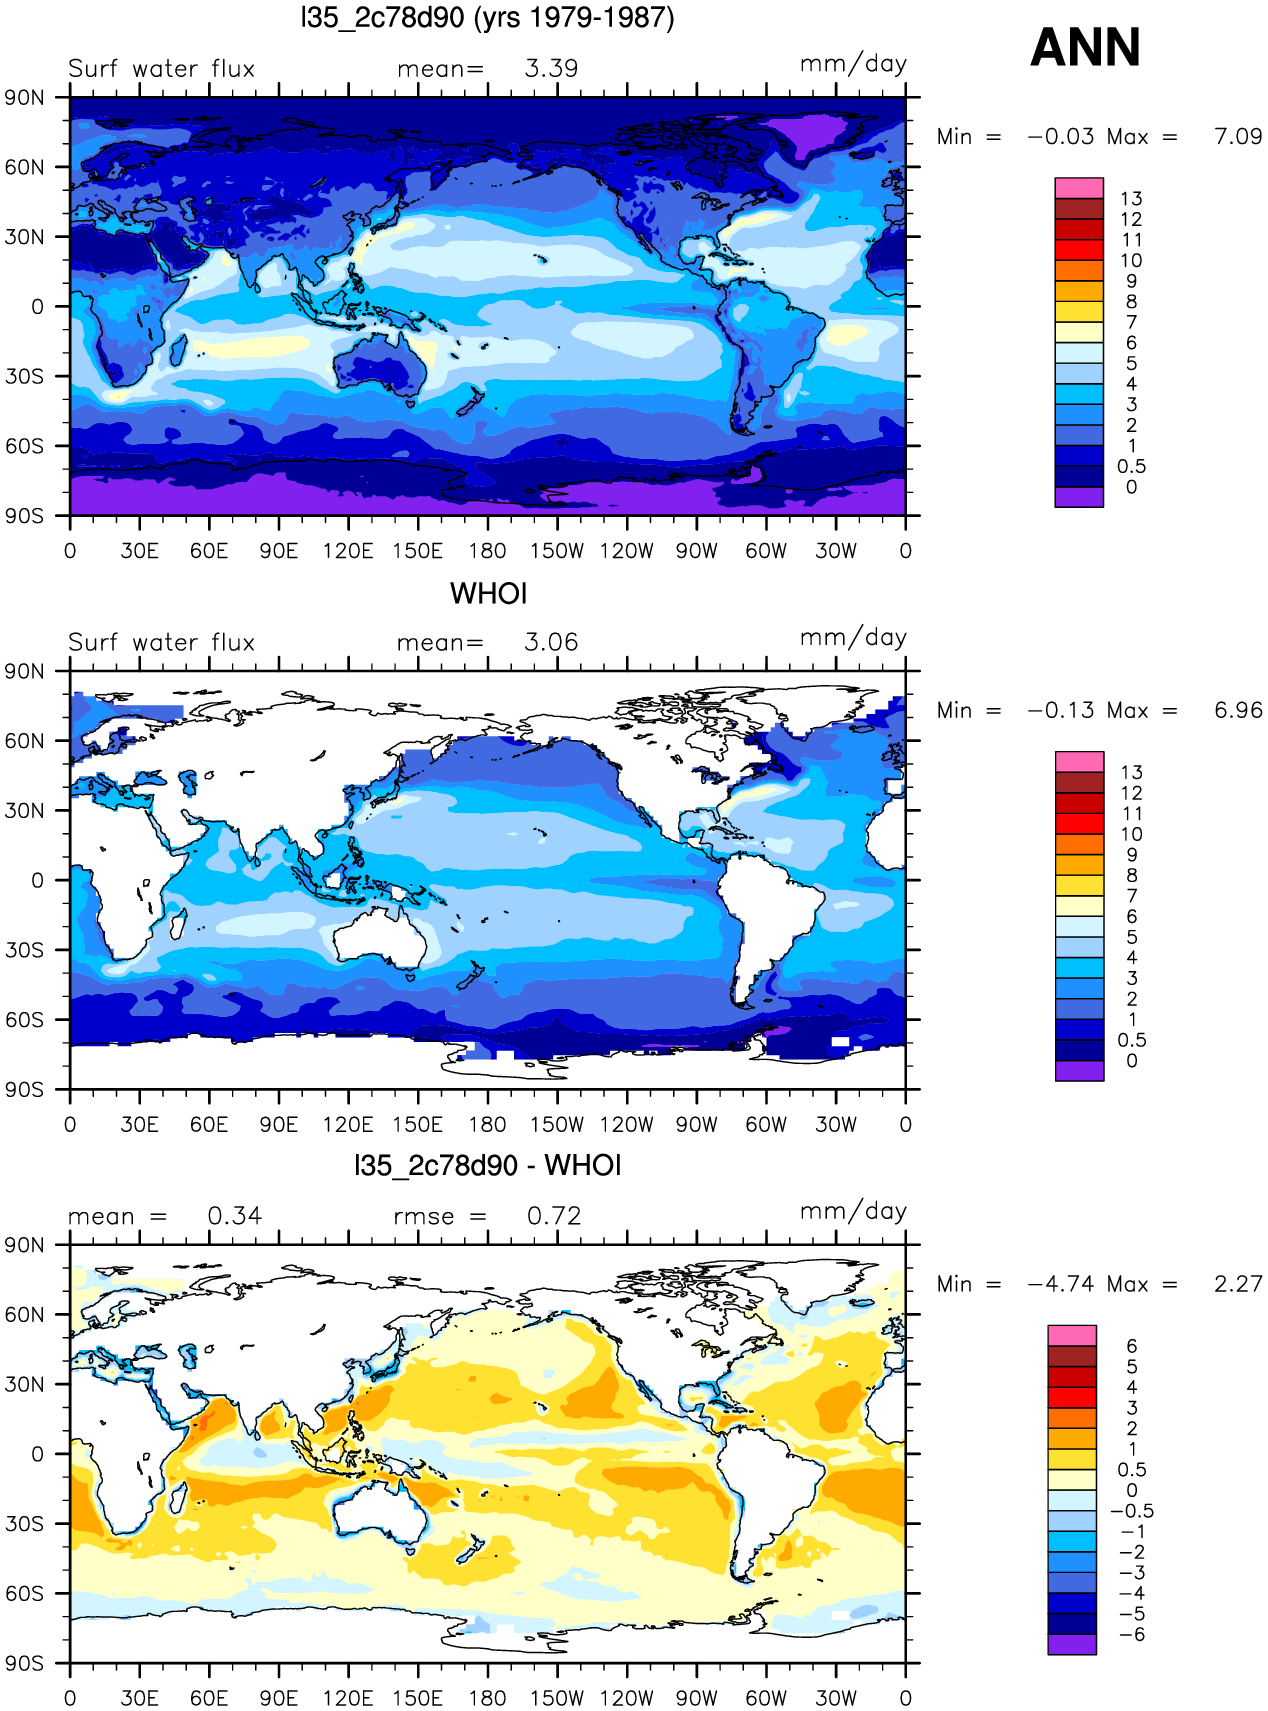 l35_2c78d90 (yrs 1979-1987)
ANN
Surf water flux mean= 3.39 mm/day
Min = −0.03 Max = 7.09
90N
60N
30N
0
30S
60S
90S
0 30E 60E 90E 120E 150E 180 150W 120W 90W 60W 30W 0
13
12
11
10
9
8
7
6
5
4
3
2
1
0.5
0
WHOI
Surf water flux mean= 3.06 mm/day
Min = −0.13 Max = 6.96
90N
60N
30N
0
30S
60S
90S
0 30E 60E 90E 120E 150E 180 150W 120W 90W 60W 30W 0
13
12
11
10
9
8
7
6
5
4
3
2
1
0.5
0
l35_2c78d90 - WHOI
mean = 0.34 rmse = 0.72 mm/day
Min = −4.74 Max = 2.27
90N
60N
30N
0
30S
60S
90S
0 30E 60E 90E 120E 150E 180 150W 120W 90W 60W 30W 0
6
5
4
3
2
1
0.5
0
−0.5
−1
−2
−3
−4
−5
−6